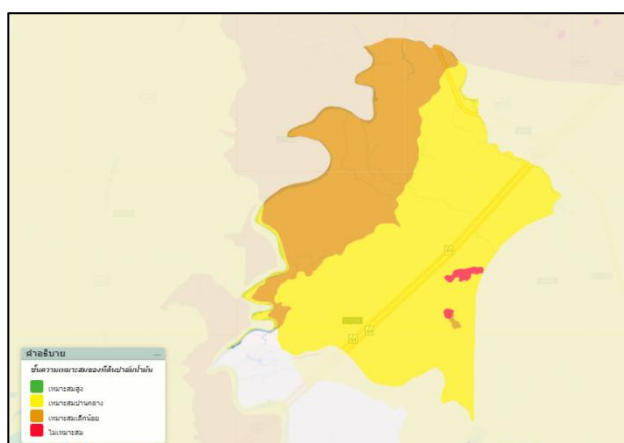 คำอธิบาย
ชั้นความเหมาะสมของที่ดินปาล์มน้ำมัน
เหมาะสมสูง
เหมาะสมปานกลาง
เหมาะสมเล็กน้อย
ไม่เหมาะสม